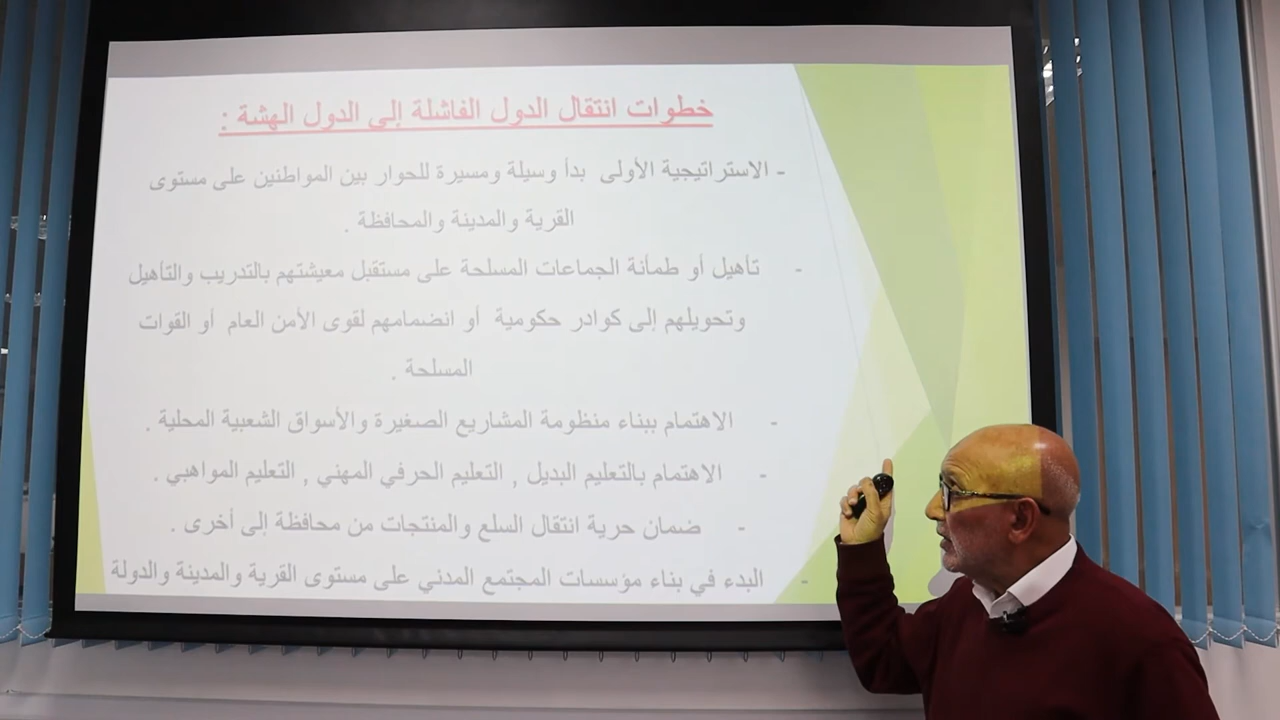 خطوات انتقال الدول الفاشلة إلى الدول الهشة :
- الاستراتيجية الأولى بدأ وسيلة ومسيرة للحوار بين المواطنين على مستوى
القرية والمدينة والمحافظة .
- تأهيل أو طمأنة الجماعات المسلحة على مستقبل معيشتهم بالتدريب والتأهيل
وتحويلهم إلى كوادر حكومية أو انضمامهم لقوى الأمن العام أو القوات
المسلحة .
- الاهتمام ببناء منظومة المشاريع الصغيرة والأسواق الشعبية المحلية .
- الاهتمام بالتعليم البديل , التعليم الحرفي المهني , التعليم المواهبي .
- ضمان حرية انتقال السلع والمنتجات من محافظة إلى أخرى .
- البدء في بناء مؤسسات المجتمع المدني على مستوى القرية والمدينة والدولة